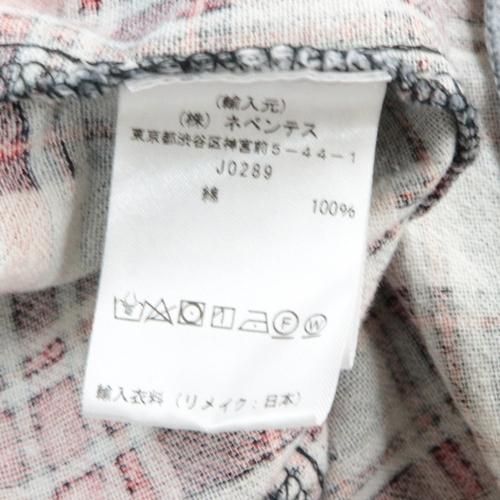 (輸入元)
(株) ネペンテス
東京都渋谷区神宮前5-44-1
J0289
綿 100%
F W
輸入衣料 (リメイク:日本)